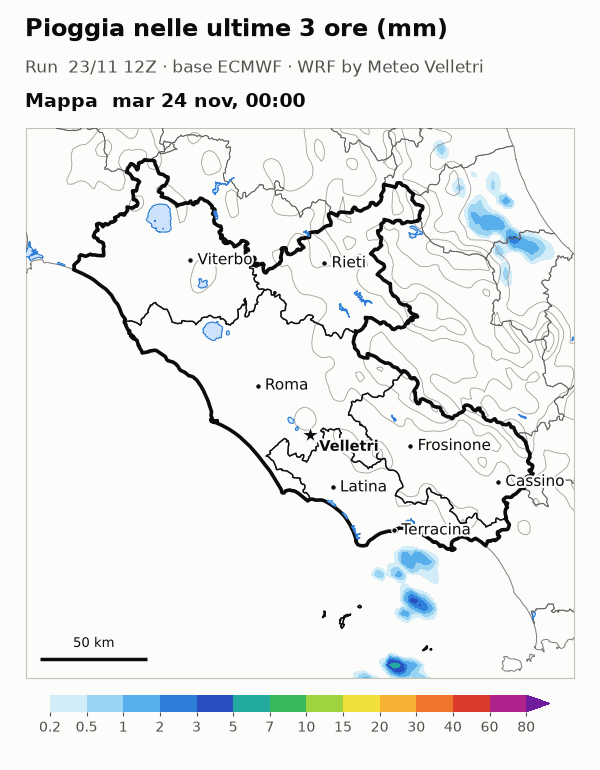 Pioggia nelle ultime 3 ore (mm)
Run 23/11 12Z · base ECMWF · WRF by Meteo Velletri
Mappa mar 24 nov, 00:00
Viterbo
Rieti
Roma
Velletri
Frosinone
Latina
Cassino
Terracina
50 km
0.2 0.5 1 2 3 5 7 10 15 20 30 40 60 80